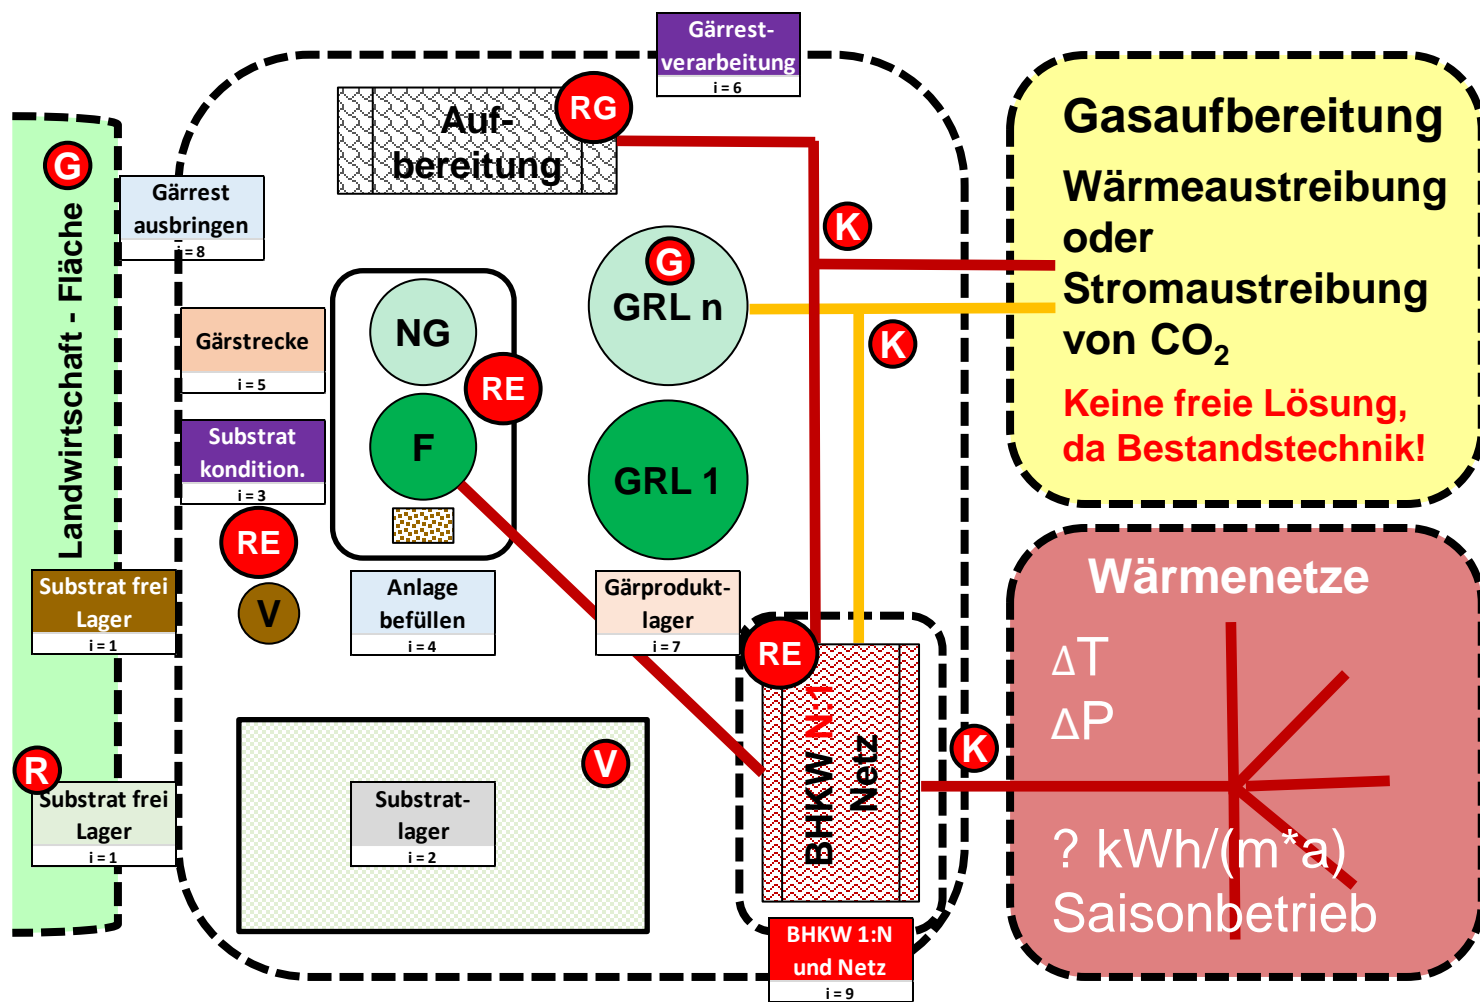 Gärrest-
verarbeitung
i = 6
Auf-
bereitung
RG
G
Landwirtschaft - Fläche
Gärrest
ausbringen
i = 8
K
G
GRL n
K
Gärstrecke
i = 5
NG
RE
F
GRL 1
Substrat
kondition.
i = 3
RE
V
Substrat frei
Lager
i = 1
Anlage
befüllen
i = 4
Gärprodukt-
lager
i = 7
RE
BHKW N:1
Netz
K
V
R
Substrat frei
Lager
i = 1
Substrat-
lager
i = 2
BHKW 1:N
und Netz
i = 9
Gasaufbereitung
Wärmeaustreibung
oder
Stromaustreibung
von CO₂
Keine freie Lösung,
da Bestandstechnik!
Wärmenetze
ΔT
ΔP
? kWh/(m*a)
Saisonbetrieb